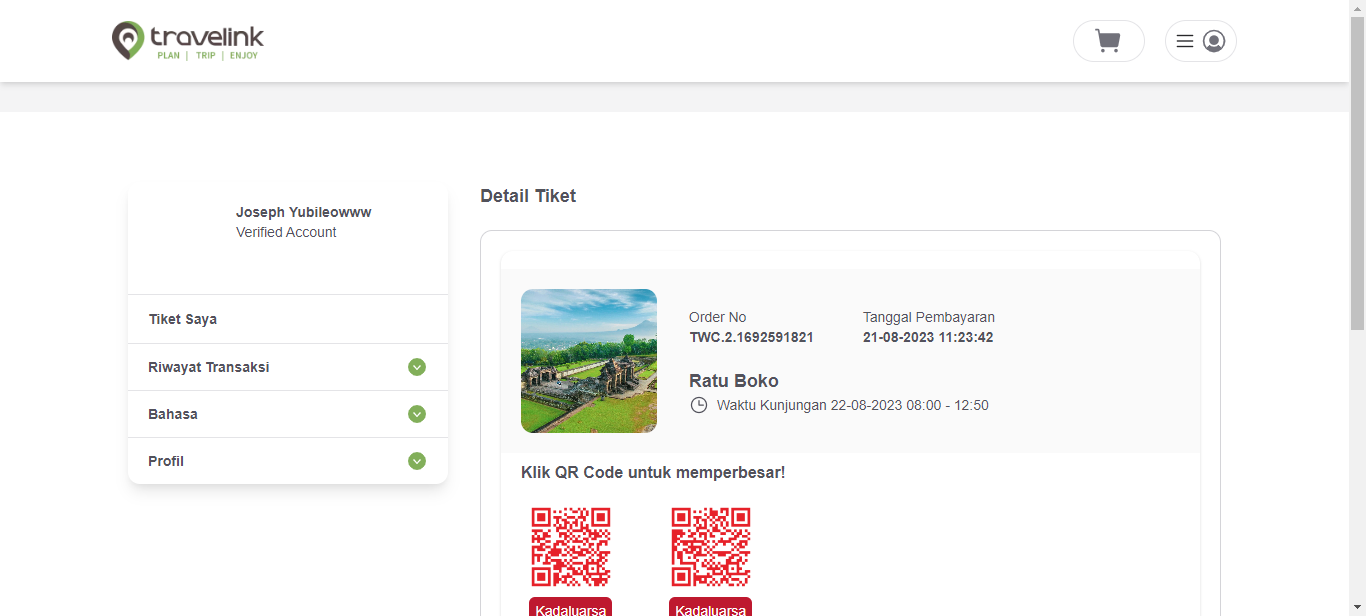 travelink
PLAN | TRIP | ENJOY
Joseph Yubileowww
Verified Account
Tiket Saya
Riwayat Transaksi
Bahasa
Profil
Detail Tiket
Order No
TWC.2.1692591821
Tanggal Pembayaran
21-08-2023 11:23:42
Ratu Boko
Waktu Kunjungan 22-08-2023 08:00 - 12:50
Klik QR Code untuk memperbesar!
Kadaluarsa
Kadaluarsa